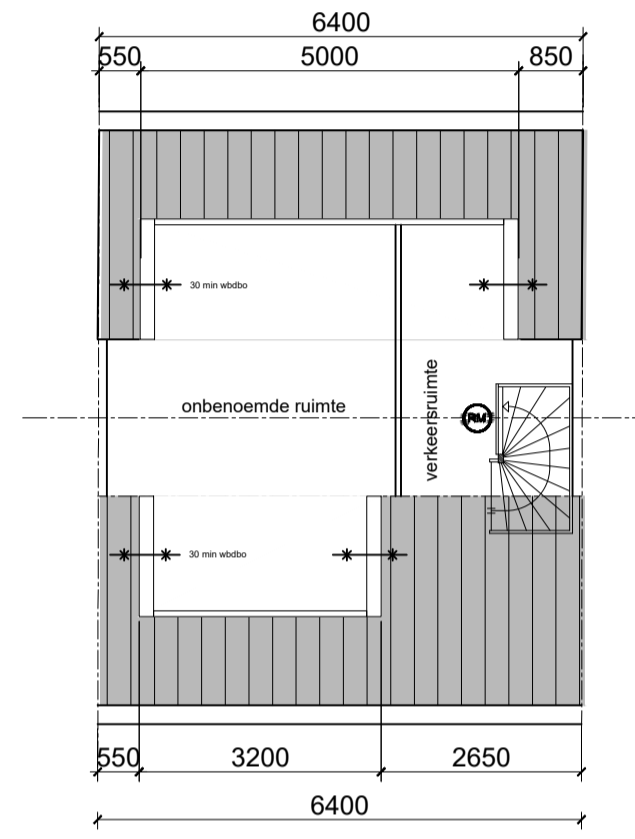 6400
550 5000 850
30 min wbdbo
onbenoemde ruimte
verkeersruimte
RM
30 min wbdbo
550 3200 2650
6400